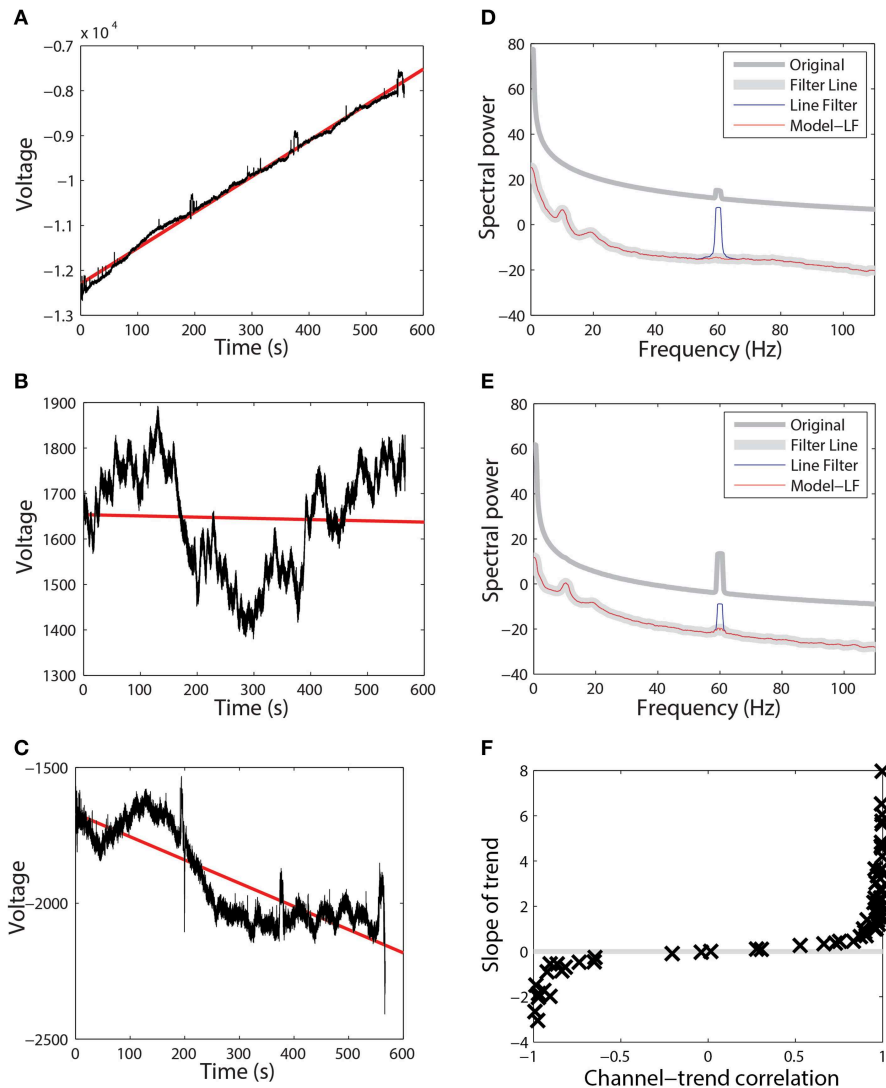 A
x 10⁴
−0.7
−0.8
−0.9
−1
−1.1
−1.2
−1.3
0 100 200 300 400 500 600
Voltage
Time (s)
D
80
60
40
20
0
−20
−40
0 20 40 60 80 100
Spectral power
Frequency (Hz)
Original
Filter Line
Line Filter
Model−LF
B
1900
1800
1700
1600
1500
1400
1300
0 100 200 300 400 500 600
Voltage
Time (s)
E
80
60
40
20
0
−20
−40
0 20 40 60 80 100
Spectral power
Frequency (Hz)
Original
Filter Line
Line Filter
Model−LF
C
−1500
−2000
−2500
0 100 200 300 400 500 600
Voltage
Time (s)
F
8
6
4
2
0
−2
−4
−1 −0.5 0 0.5 1
Slope of trend
Channel−trend correlation